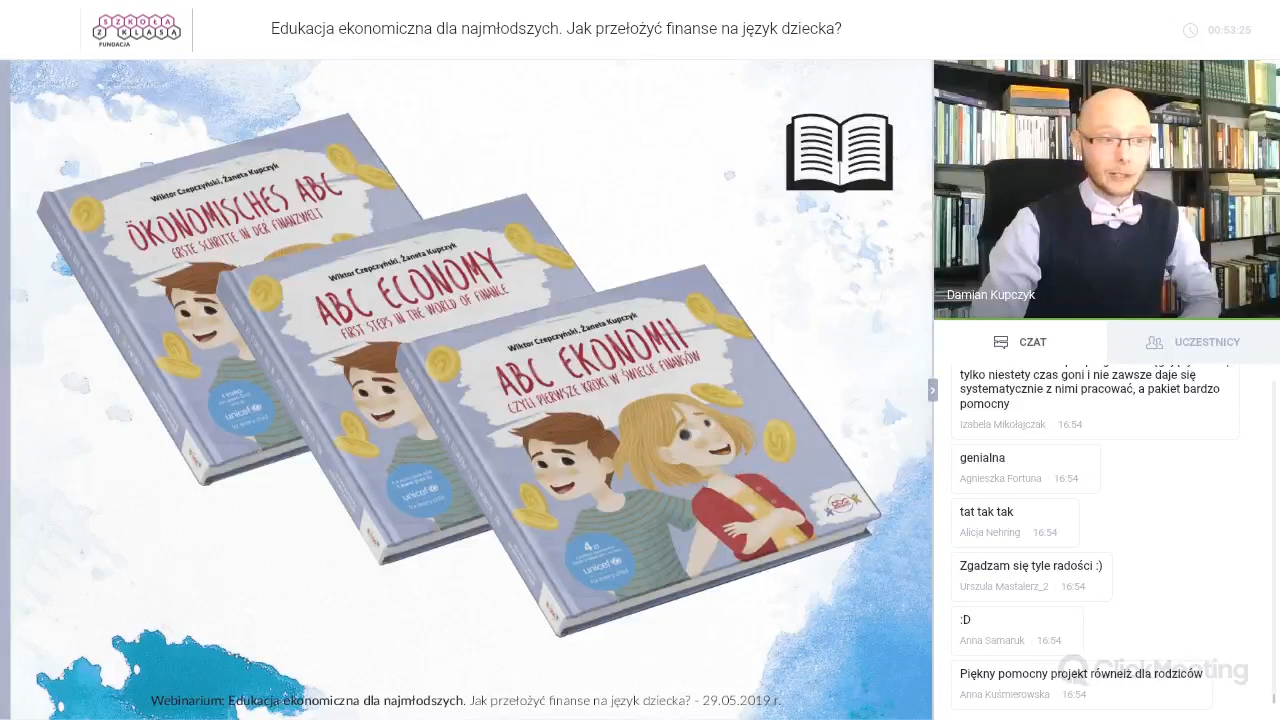 SZKOŁA
Z KLASĄ
FUNDACJA
Edukacja ekonomiczna dla najmłodszych. Jak przełożyć finanse na język dziecka?
00:53:25
Wiktor Czepczyński, Żaneta Kupczyk
ÖKONOMISCHES ABC
ERSTE SCHRITTE IN DER FINANZWELT
unicef
Wiktor Czepczyński, Żaneta Kupczyk
ABC ECONOMY
FIRST STEPS IN THE WORLD OF FINANCE
unicef
for every child
Wiktor Czepczyński, Żaneta Kupczyk
ABC EKONOMII
CZYLI PIERWSZE KROKI W ŚWIECIE FINANSÓW
4 zł
unicef
for every child
Webinarium: Edukacja ekonomiczna dla najmłodszych. Jak przełożyć finanse na język dziecka? - 29.05.2019 r.
Damian Kupczyk
CZAT
UCZESTNICY
tylko niestety czas goni i nie zawsze daje się
systematycznie z nimi pracować, a pakiet bardzo
pomocny
Izabela Mikołajczak 16:54
genialna
Agnieszka Fortuna 16:54
tat tak tak
Alicja Nehring 16:54
Zgadzam się tyle radości :)
Urszula Mastalerz_2 16:54
:D
Anna Samaruk 16:54
Piękny pomocny projekt również dla rodziców
Anna Kuśmierowska 16:54
ClickMeeting